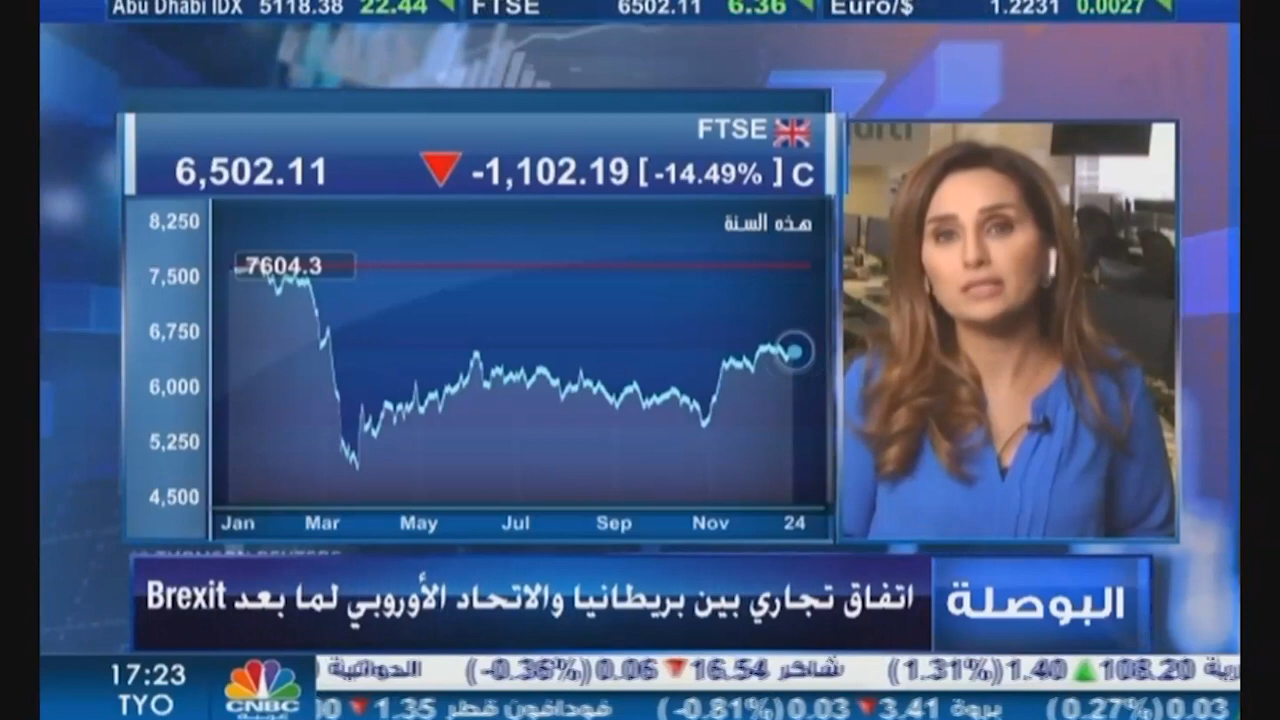 Abu Dhabi IDX 5118.38 22.44 FTSE 6502.11 6.36 Euro/$ 1.2231 0.0027
FTSE
6,502.11 -1,102.19 [ -14.49% ] C
هذه السنة
8,250
7604.3
7,500
6,750
6,000
5,250
4,500
Jan Mar May Jul Sep Nov 24
البوصلة
اتفاق تجاري بين بريطانيا والاتحاد الأوروبي لما بعد Brexit
108.20 1.40 (1.31%) شاكر 16.54 0.06 (-0.36%) الدوائية
0.03 (0.27%) بروة 3.41 0.03 (-0.81%) فودافون قطر 1.35
17:23
TYO
CNBC
عربية